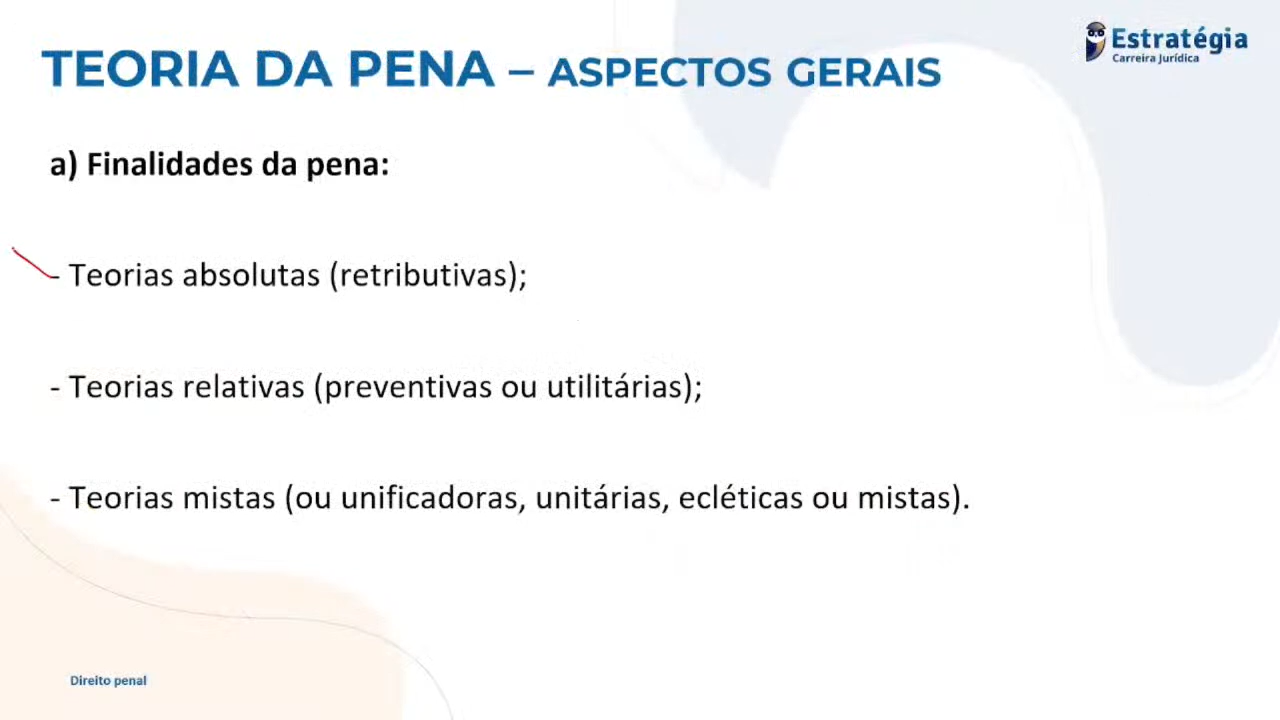 TEORIA DA PENA – ASPECTOS GERAIS
Estratégia
Carreira Jurídica
a) Finalidades da pena:
- Teorias absolutas (retributivas);
- Teorias relativas (preventivas ou utilitárias);
- Teorias mistas (ou unificadoras, unitárias, ecléticas ou mistas).
Direito penal